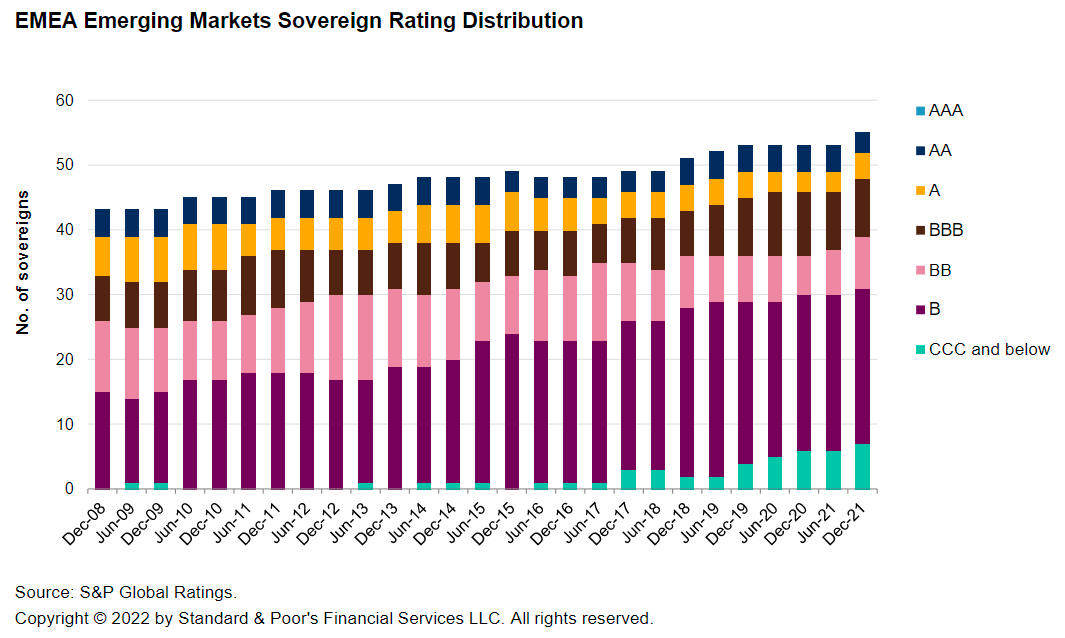 EMEA Emerging Markets Sovereign Rating Distribution
No. of sovereigns
60
50
40
30
20
10
0
Dec-08
Jun-09
Dec-09
Jun-10
Dec-10
Jun-11
Dec-11
Jun-12
Dec-12
Jun-13
Dec-13
Jun-14
Dec-14
Jun-15
Dec-15
Jun-16
Dec-16
Jun-17
Dec-17
Jun-18
Dec-18
Jun-19
Dec-19
Jun-20
Dec-20
Jun-21
Dec-21
AAA
AA
A
BBB
BB
B
CCC and below
Source: S&P Global Ratings.
Copyright © 2022 by Standard & Poor's Financial Services LLC. All rights reserved.